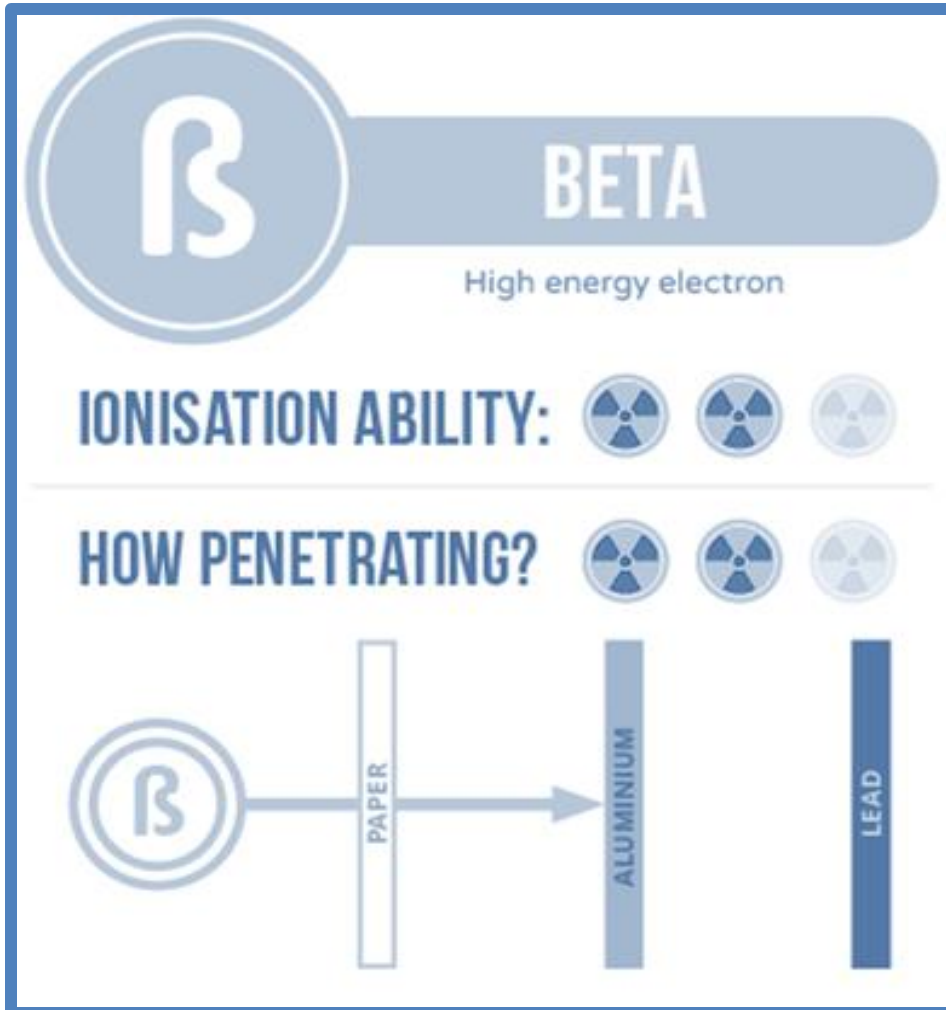 ß
BETA
High energy electron
IONISATION ABILITY:
HOW PENETRATING?
ß
PAPER
ALUMINIUM
LEAD